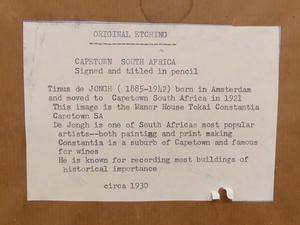 ORIGINAL ETCHING
CAPETOWN SOUTH AFRICA
Signed and titled in pencil
Tinus de JONGH ( 1885-1942) born in Amsterdam
and moved to Capetown South Africa in 1921
This image is the Manor House Tokai Constantia
Capetown SA
De Jongh is one of South Africas most popular
artists--both painting and print making
Constantia is a suburb of Capetown and famous
for wines
He is known for recording most buildings of
historical importance
circa 1930